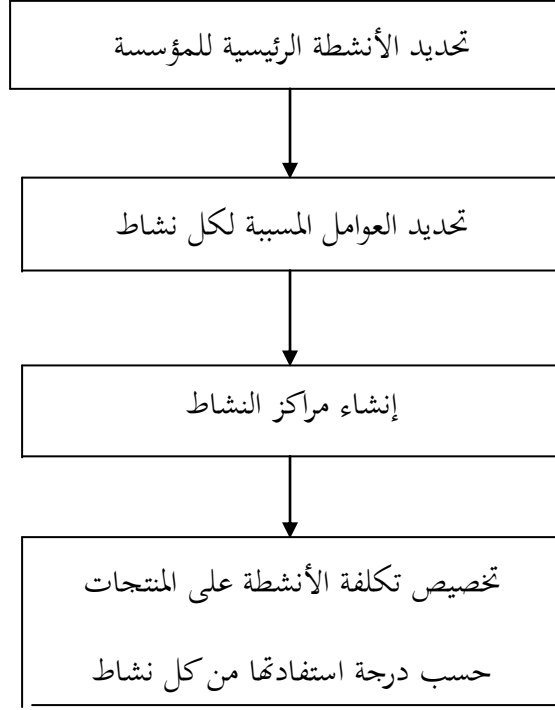 تحديد الأنشطة الرئيسية للمؤسسة
تحديد العوامل المسببة لكل نشاط
إنشاء مراكز النشاط
تخصيص تكلفة الأنشطة على المنتجات
حسب درجة استفادتها من كل نشاط